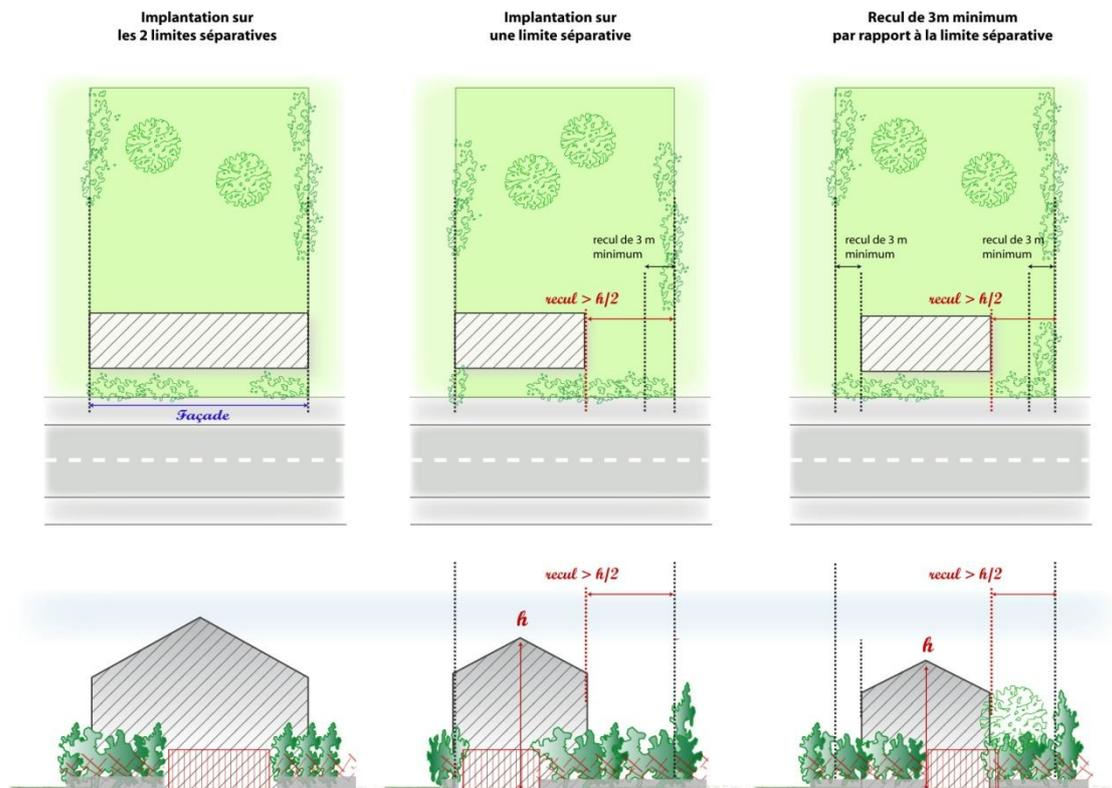 Implantation sur
les 2 limites séparatives
Implantation sur
une limite séparative
Recul de 3m minimum
par rapport à la limite séparative
recul de 3 m
minimum
recul > h/2
recul de 3 m
minimum
recul de 3 m
minimum
recul > h/2
Façade
recul > h/2
h
recul > h/2
h